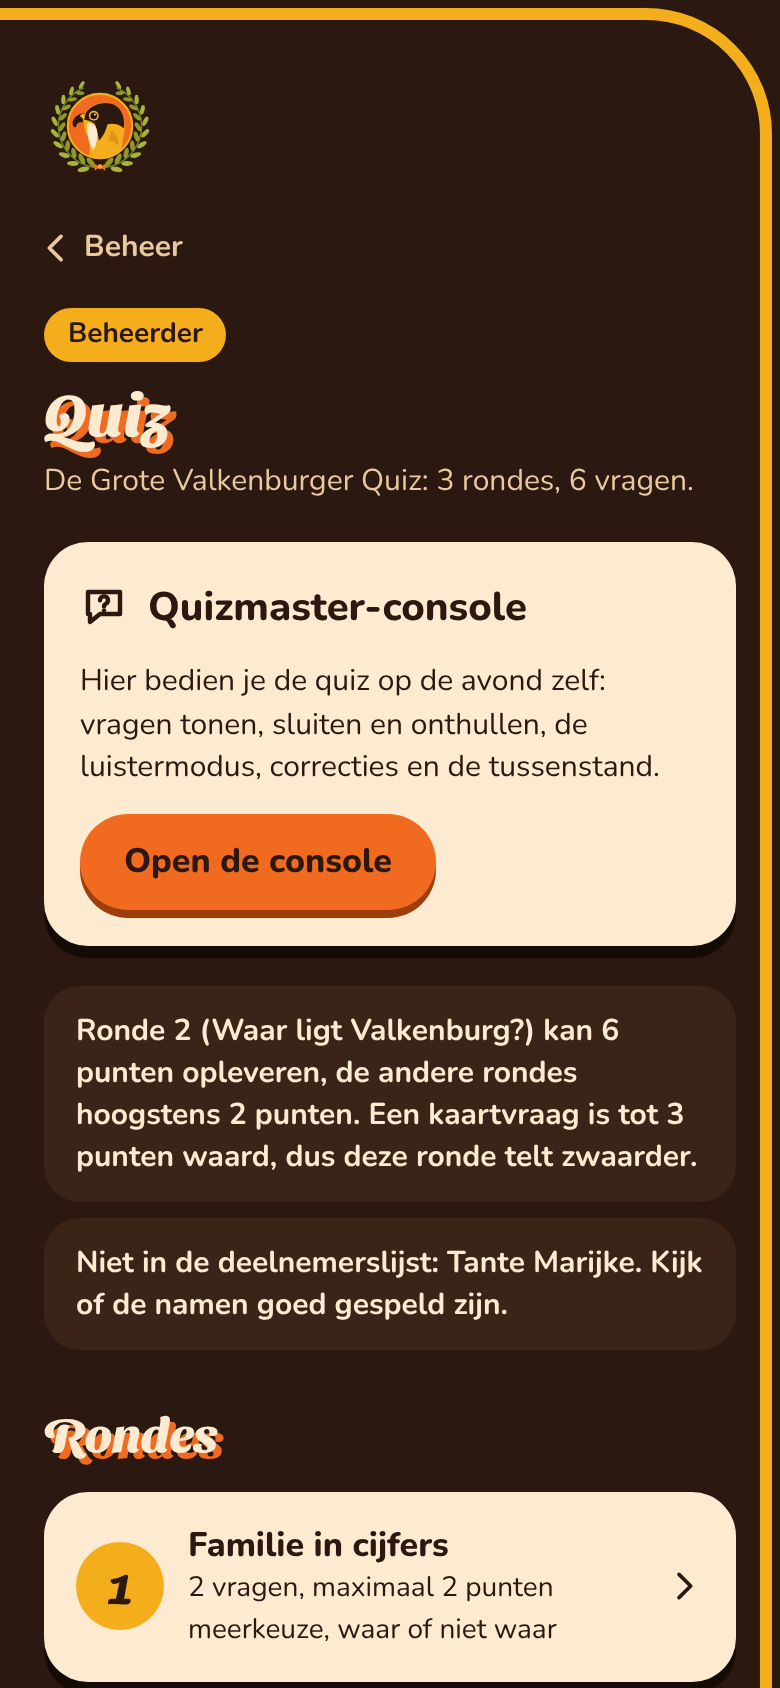 Beheer
Beheerder
Quiz
De Grote Valkenburger Quiz: 3 rondes, 6 vragen.
Quizmaster-console
Hier bedien je de quiz op de avond zelf:
vragen tonen, sluiten en onthullen, de
luistermodus, correcties en de tussenstand.
Open de console
Ronde 2 (Waar ligt Valkenburg?) kan 6
punten opleveren, de andere rondes
hoogstens 2 punten. Een kaartvraag is tot 3
punten waard, dus deze ronde telt zwaarder.
Niet in de deelnemerslijst: Tante Marijke. Kijk
of de namen goed gespeld zijn.
Rondes
1
Familie in cijfers
2 vragen, maximaal 2 punten
meerkeuze, waar of niet waar